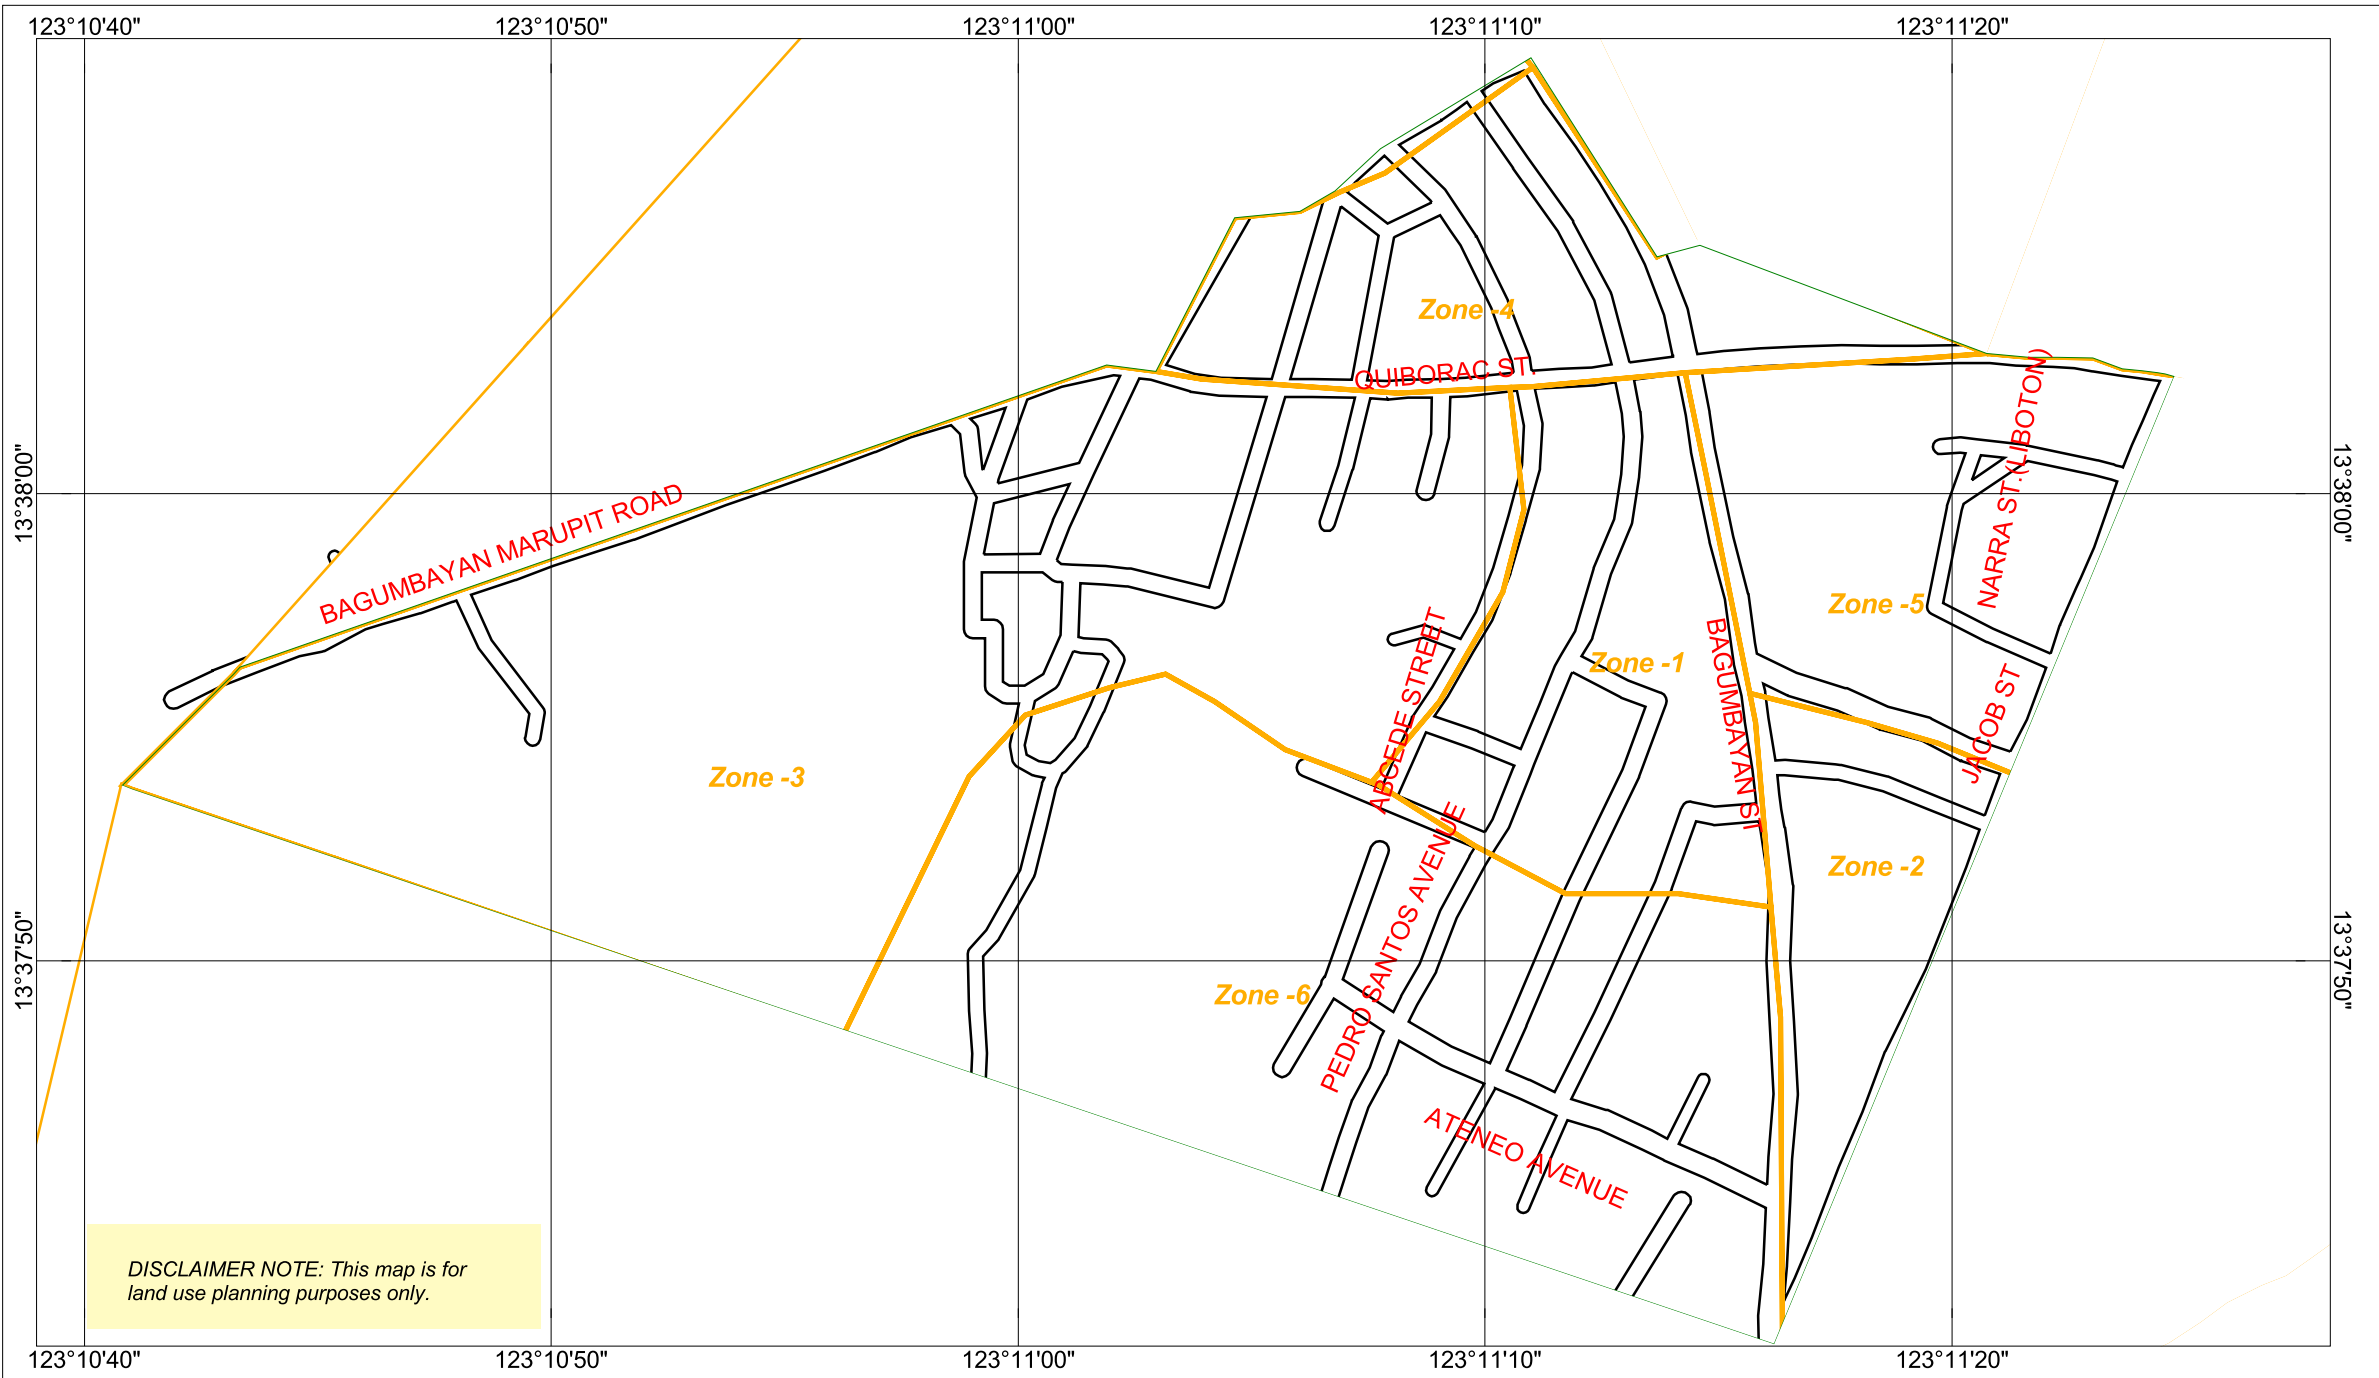 123°10'40"
123°10'50"
123°11'00"
123°11'10"
123°11'20"
Zone -4
QUIBORAC ST.
NARRA ST.(LIBOTON)
13°38'00"
13°38'00"
BAGUMBAYAN MARUPIT ROAD
Zone -5
ABCEDE STREET
Zone -1
BAGUMBAYAN ST
JACOB ST
Zone -3
PEDRO SANTOS AVENUE
Zone -2
13°37'50"
13°37'50"
Zone -6
ATENEO AVENUE
DISCLAIMER NOTE: This map is for
land use planning purposes only.
123°10'40"
123°10'50"
123°11'00"
123°11'10"
123°11'20"